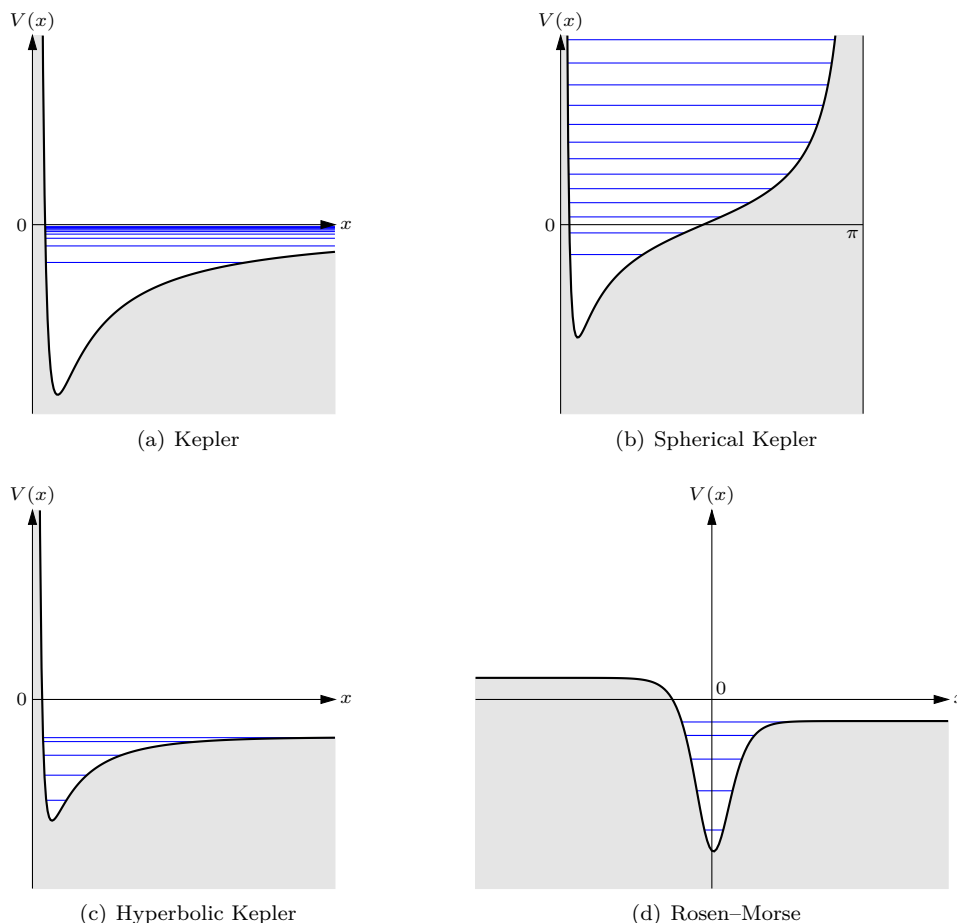 V(x)
0
x
(a) Kepler
V(x)
0
π
(b) Spherical Kepler
V(x)
0
x
(c) Hyperbolic Kepler
V(x)
0
x
(d) Rosen–Morse